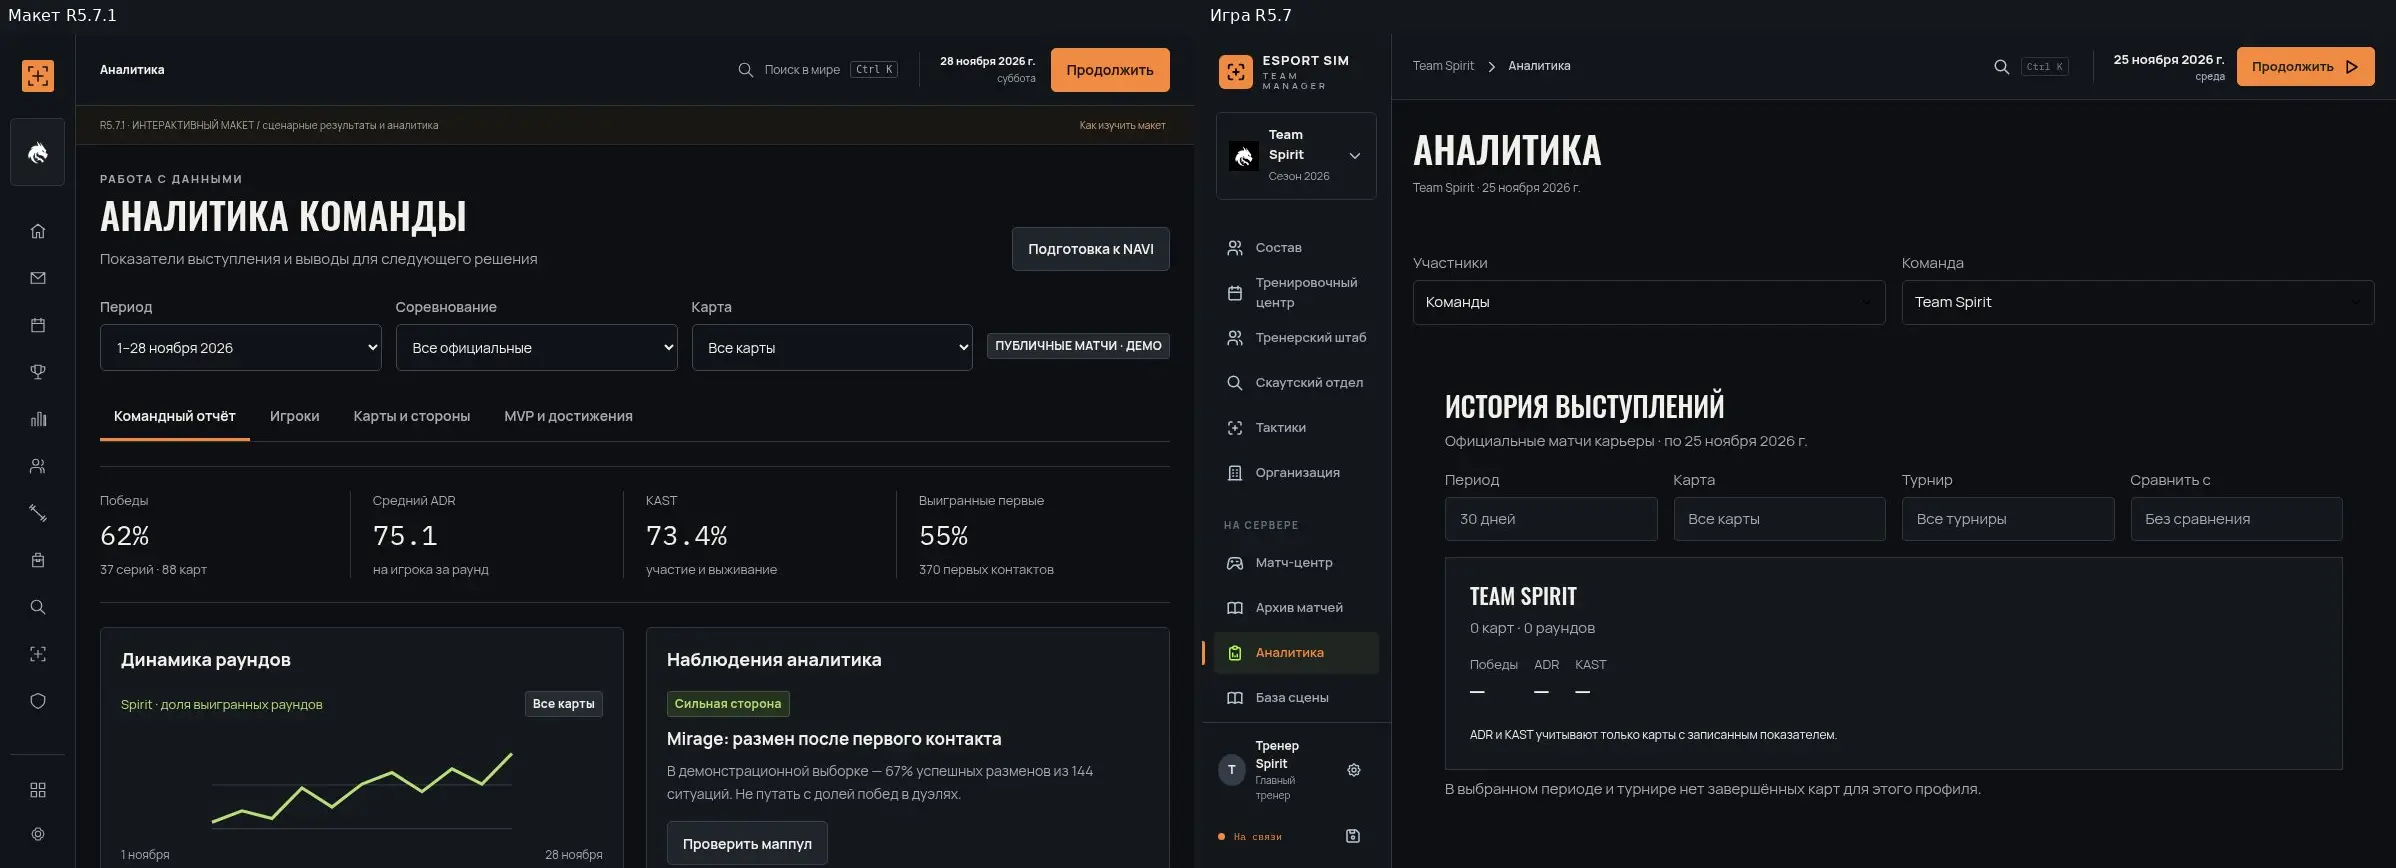 Макет R5.7.1
Аналитика
Поиск в мире
Ctrl K
28 ноября 2026 г.
суббота
Продолжить
R5.7.1 · ИНТЕРАКТИВНЫЙ МАКЕТ / сценарные результаты и аналитика
Как изучить макет
РАБОТА С ДАННЫМИ
АНАЛИТИКА КОМАНДЫ
Показатели выступления и выводы для следующего решения
Подготовка к NAVI
Период
Соревнование
Карта
1–28 ноября 2026
Все официальные
Все карты
ПУБЛИЧНЫЕ МАТЧИ · ДЕМО
Командный отчёт
Игроки
Карты и стороны
MVP и достижения
Победы
Средний ADR
KAST
Выигранные первые
62%
75.1
73.4%
55%
37 серий · 88 карт
на игрока за раунд
участие и выживание
370 первых контактов
Динамика раундов
Spirit · доля выигранных раундов
Все карты
1 ноября
28 ноября
Наблюдения аналитика
Сильная сторона
Mirage: размен после первого контакта
В демонстрационной выборке — 67% успешных разменов из 144
ситуаций. Не путать с долей побед в дуэлях.
Проверить маппул
Игра R5.7
ESPORT SIM
TEAM
MANAGER
Team
Spirit
Сезон 2026
Состав
Тренировочный
центр
Тренерский штаб
Скаутский отдел
Тактики
Организация
НА СЕРВЕРЕ
Матч-центр
Архив матчей
Аналитика
База сцены
Т
Тренер
Spirit
Главный
тренер
На связи
Team Spirit
Аналитика
Ctrl K
25 ноября 2026 г.
среда
Продолжить
АНАЛИТИКА
Team Spirit · 25 ноября 2026 г.
Участники
Команда
Команды
Team Spirit
ИСТОРИЯ ВЫСТУПЛЕНИЙ
Официальные матчи карьеры · по 25 ноября 2026 г.
Период
Карта
Турнир
Сравнить с
30 дней
Все карты
Все турниры
Без сравнения
TEAM SPIRIT
0 карт · 0 раундов
Победы
ADR
KAST
—
—
—
ADR и KAST учитывают только карты с записанным показателем.
В выбранном периоде и турнире нет завершённых карт для этого профиля.